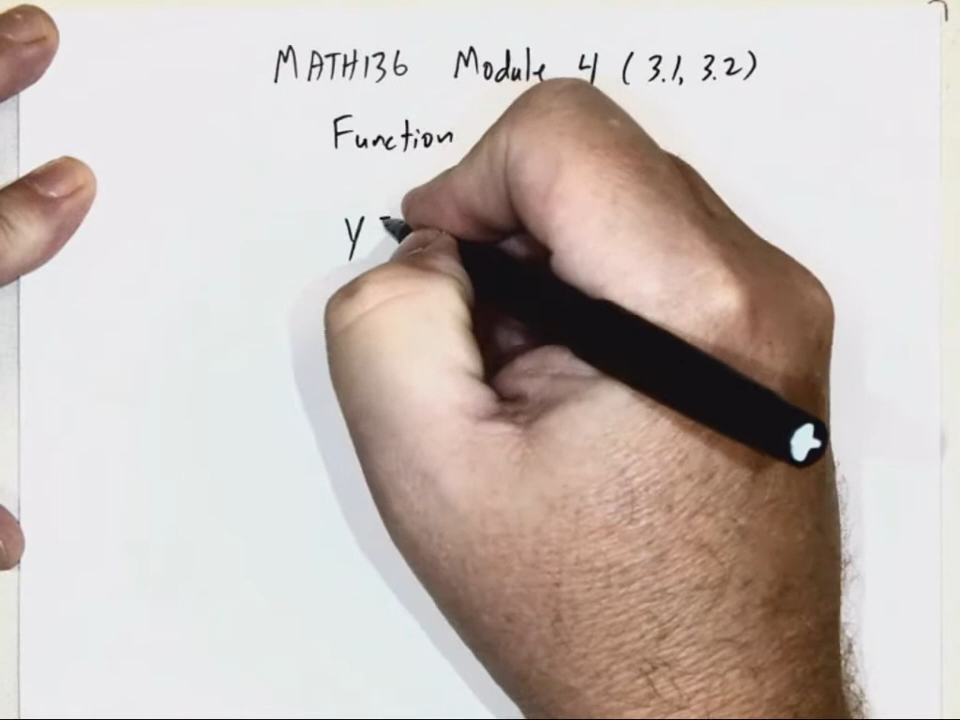 MATH136 Module 4 (3.1, 3.2)
Function
y